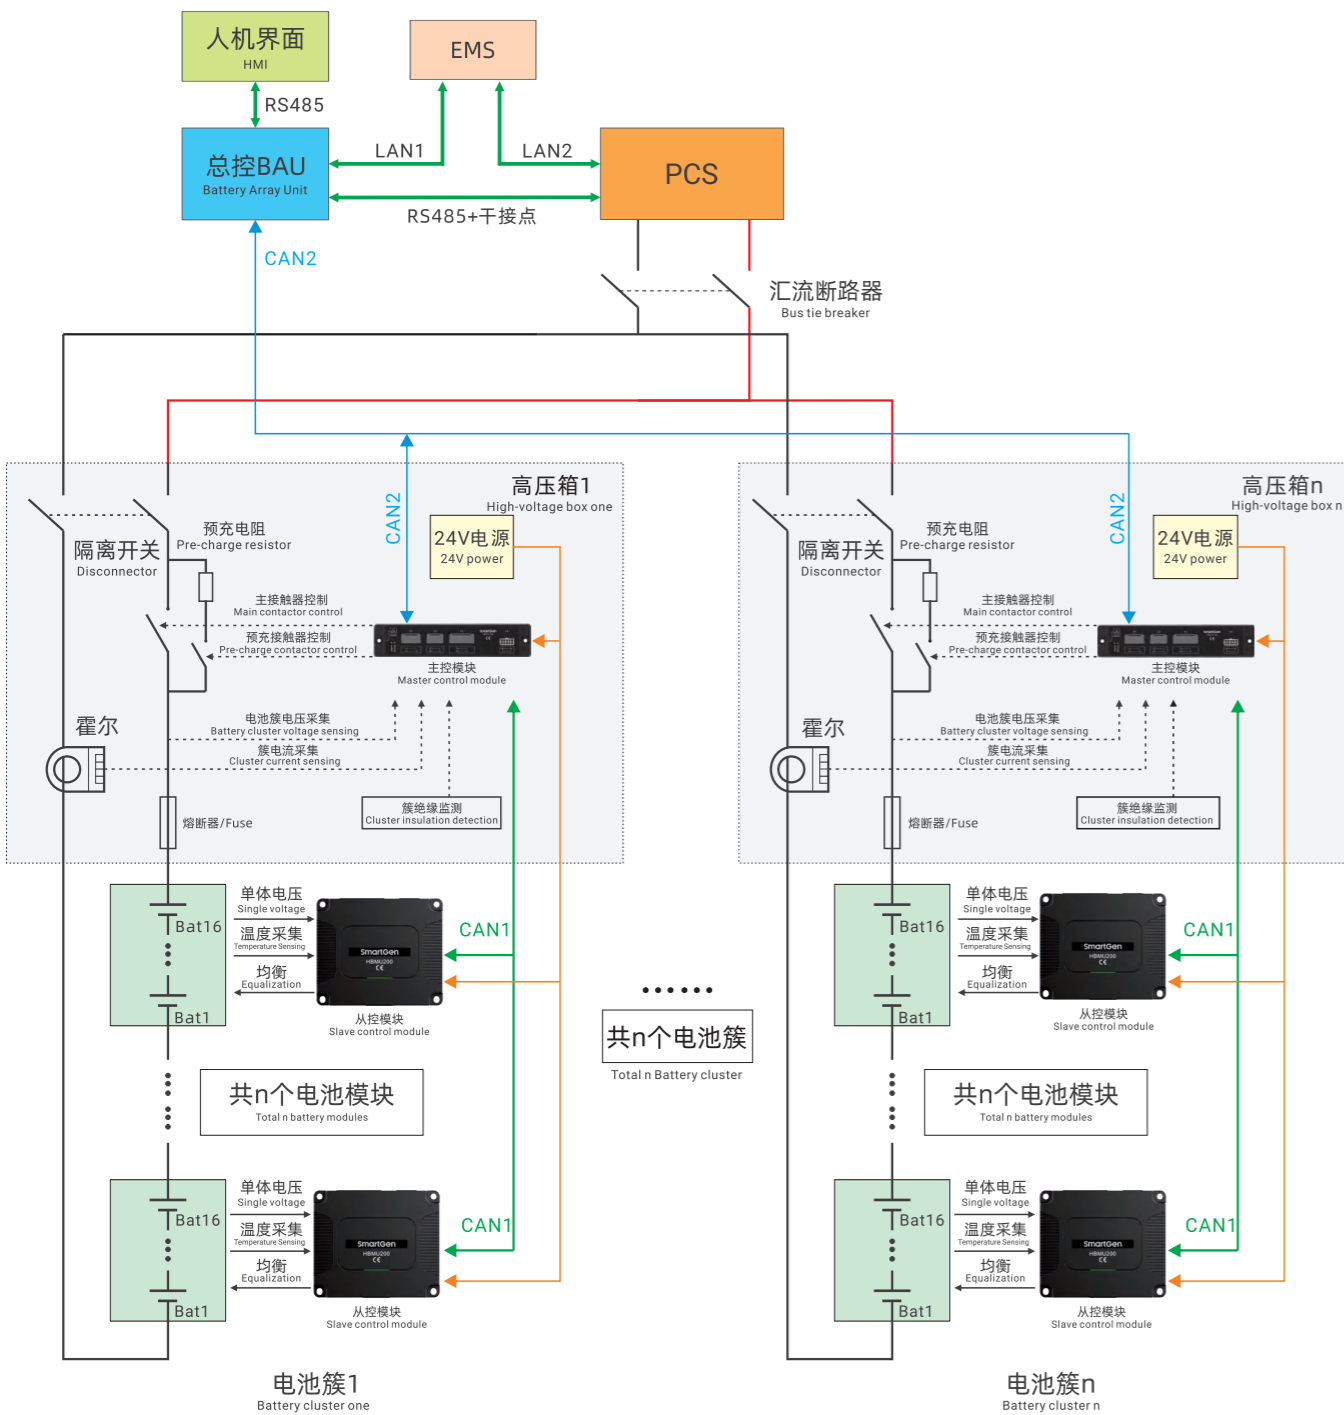 人机界面
HMI
EMS
RS485
LAN1
LAN2
总控BAU
Battery Array Unit
PCS
RS485+干接点
CAN2
汇流断路器
Bus tie breaker
高压箱1
High-voltage box one
CAN2
24V电源
24V power
预充电阻
Pre-charge resistor
隔离开关
Disconnector
主接触器控制
Main contactor control
预充接触器控制
Pre-charge contactor control
主控模块
Master control module
霍尔
电池簇电压采集
Battery cluster voltage sensing
簇电流采集
Cluster current sensing
簇绝缘监测
Cluster insulation detection
熔断器/Fuse
高压箱n
High-voltage box n
CAN2
24V电源
24V power
预充电阻
Pre-charge resistor
隔离开关
Disconnector
主接触器控制
Main contactor control
预充接触器控制
Pre-charge contactor control
主控模块
Master control module
霍尔
电池簇电压采集
Battery cluster voltage sensing
簇电流采集
Cluster current sensing
簇绝缘监测
Cluster insulation detection
熔断器/Fuse
Bat16
Bat1
单体电压
Single voltage
温度采集
Temperature Sensing
均衡
Equalization
SmartGen
HBMU200
CE
从控模块
Slave control module
CAN1
共n个电池模块
Total n battery modules
Bat16
Bat1
单体电压
Single voltage
温度采集
Temperature Sensing
均衡
Equalization
SmartGen
HBMU200
CE
从控模块
Slave control module
CAN1
电池簇1
Battery cluster one
......
共n个电池簇
Total n Battery cluster
Bat16
Bat1
单体电压
Single voltage
温度采集
Temperature Sensing
均衡
Equalization
SmartGen
HBMU200
CE
从控模块
Slave control module
CAN1
共n个电池模块
Total n battery modules
Bat16
Bat1
单体电压
Single voltage
温度采集
Temperature Sensing
均衡
Equalization
SmartGen
HBMU200
CE
从控模块
Slave control module
CAN1
电池簇n
Battery cluster n